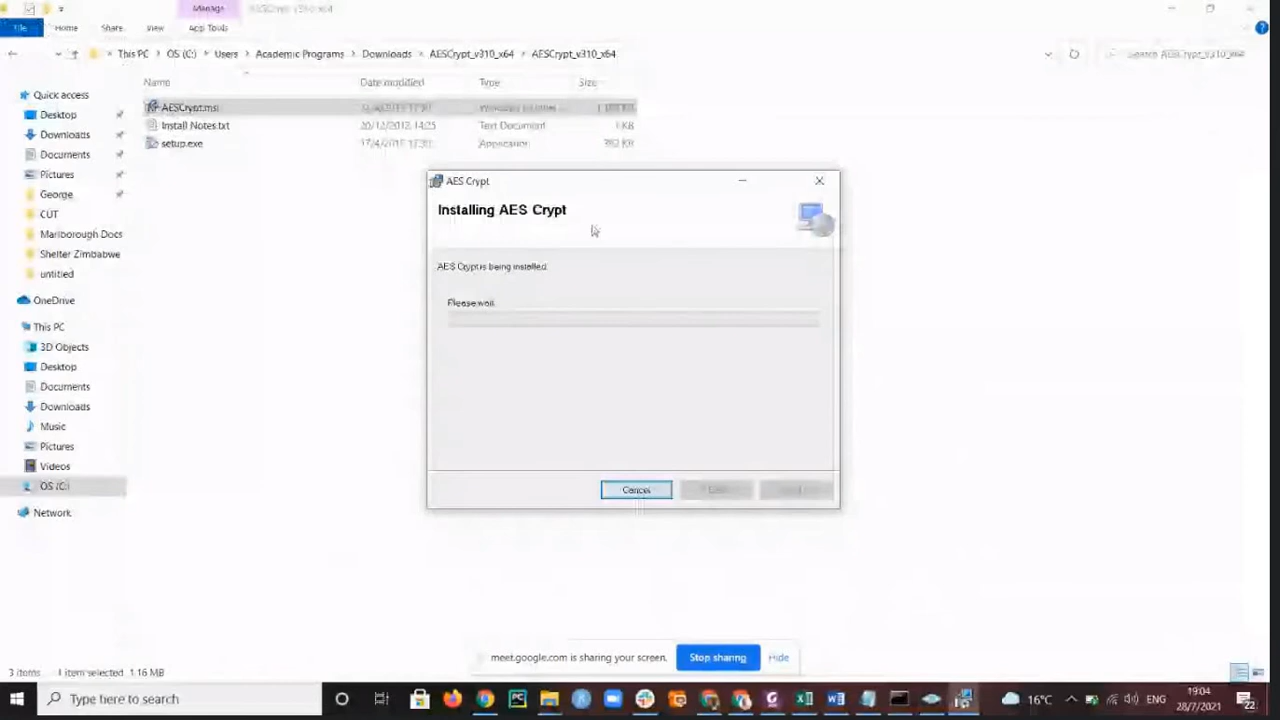 Manage
AESCrypt_v310_x64
File
Home
Share
View
App Tools
This PC
OS (C:)
Users
Academic Programs
Downloads
AESCrypt_v310_x64
AESCrypt_v310_x64
Search AESCrypt_v310_x64
Name
Date modified
Type
Size
AESCrypt.msi
Install Notes.txt
Text Document
1 KB
setup.exe
Application
Quick access
Desktop
Downloads
Documents
Pictures
George
CUT
Marlborough Docs
Shelter Zimbabwe
untitled
OneDrive
This PC
3D Objects
Desktop
Documents
Downloads
Music
Pictures
Videos
OS (C:)
Network
AES Crypt
Installing AES Crypt
AES Crypt is being installed.
Please wait.
Cancel
meet.google.com is sharing your screen.
Stop sharing
Hide
3 items
1 item selected
1.16 MB
Type here to search
16°C
ENG
19:04
28/7/2021
22